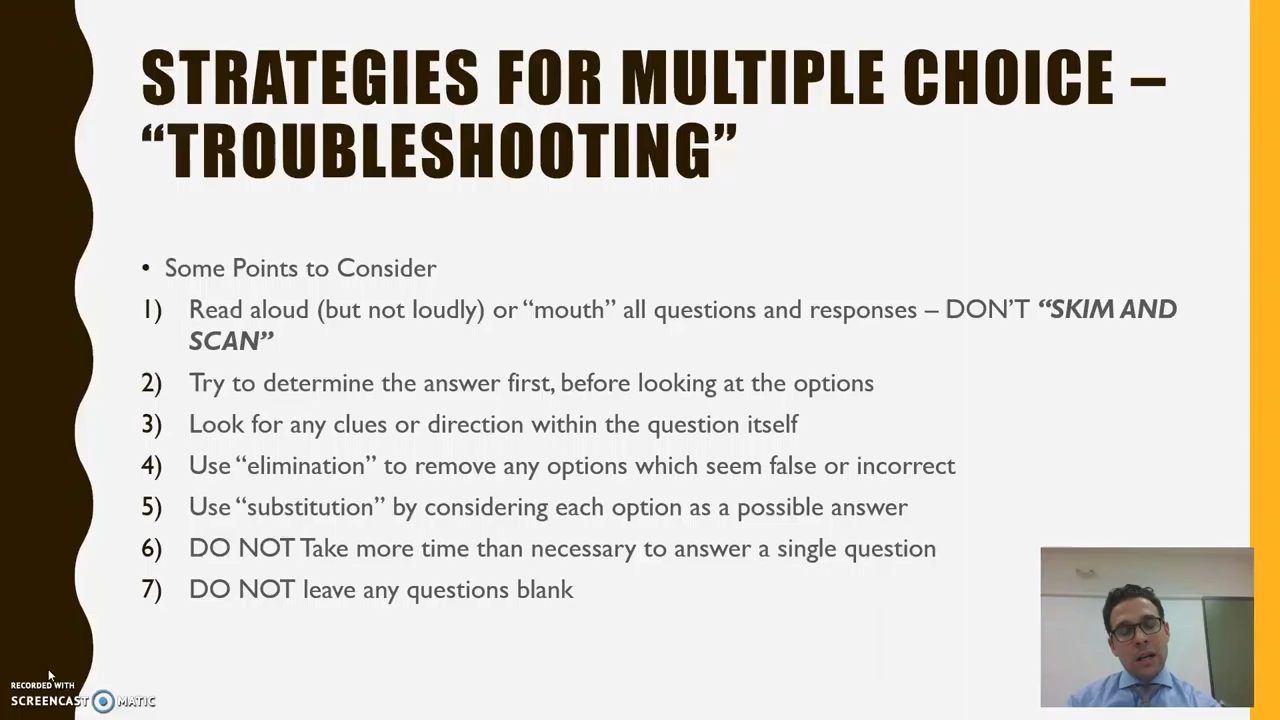 STRATEGIES FOR MULTIPLE CHOICE –
“TROUBLESHOOTING”
• Some Points to Consider
1) Read aloud (but not loudly) or “mouth” all questions and responses – DON’T “SKIM AND
SCAN”
2) Try to determine the answer first, before looking at the options
3) Look for any clues or direction within the question itself
4) Use “elimination” to remove any options which seem false or incorrect
5) Use “substitution” by considering each option as a possible answer
6) DO NOT Take more time than necessary to answer a single question
7) DO NOT leave any questions blank
RECORDED WITH
SCREENCAST MATIC